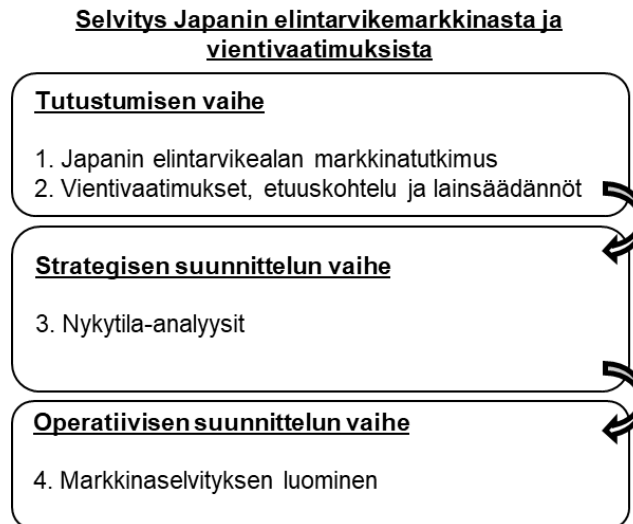 Selvitys Japanin elintarvikemarkkinasta ja
vientivaatimuksista
Tutustumisen vaihe
1. Japanin elintarvikealan markkinatutkimus
2. Vientivaatimukset, etuuskohtelu ja lainsäädännöt
Strategisen suunnittelun vaihe
3. Nykytila-analyysit
Operatiivisen suunnittelun vaihe
4. Markkinaselvityksen luominen